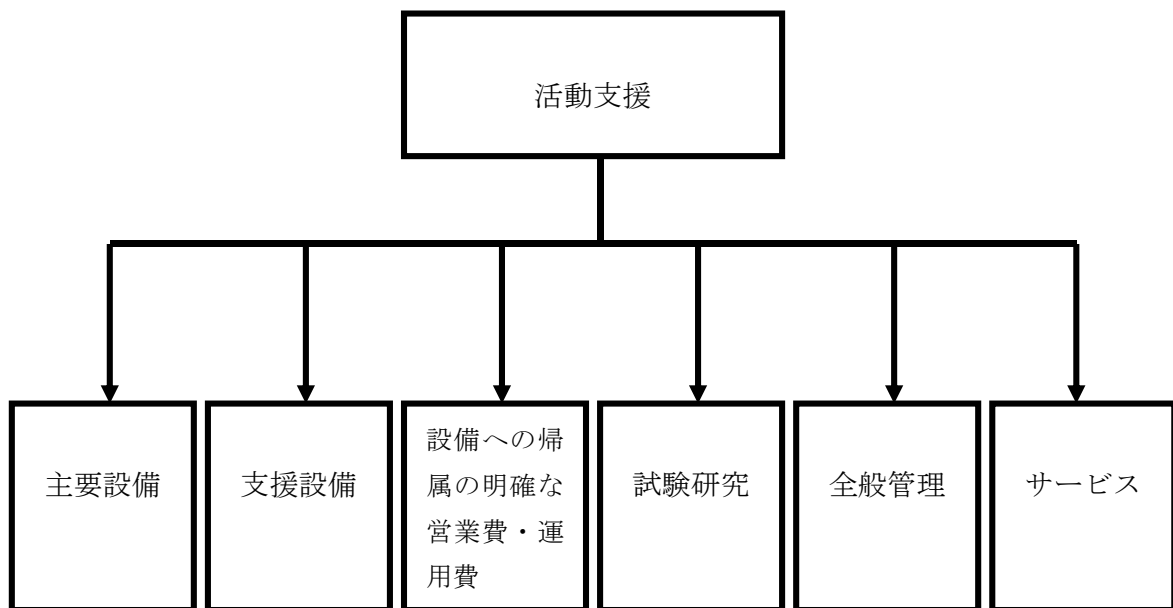 活動支援
主要設備
支援設備
設備への帰
属の明確な
営業費・運
用費
試験研究
全般管理
サービス